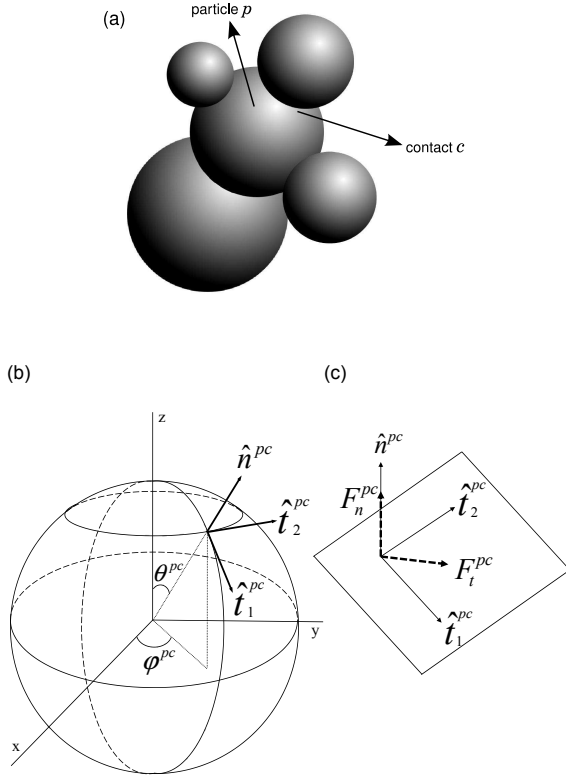 (a)
particle p
contact c
(b)
z
n̂^pc
t̂_2^pc
θ^pc
t̂_1^pc
y
φ^pc
x
(c)
n̂^pc
F_n^pc
t̂_2^pc
F_t^pc
t̂_1^pc